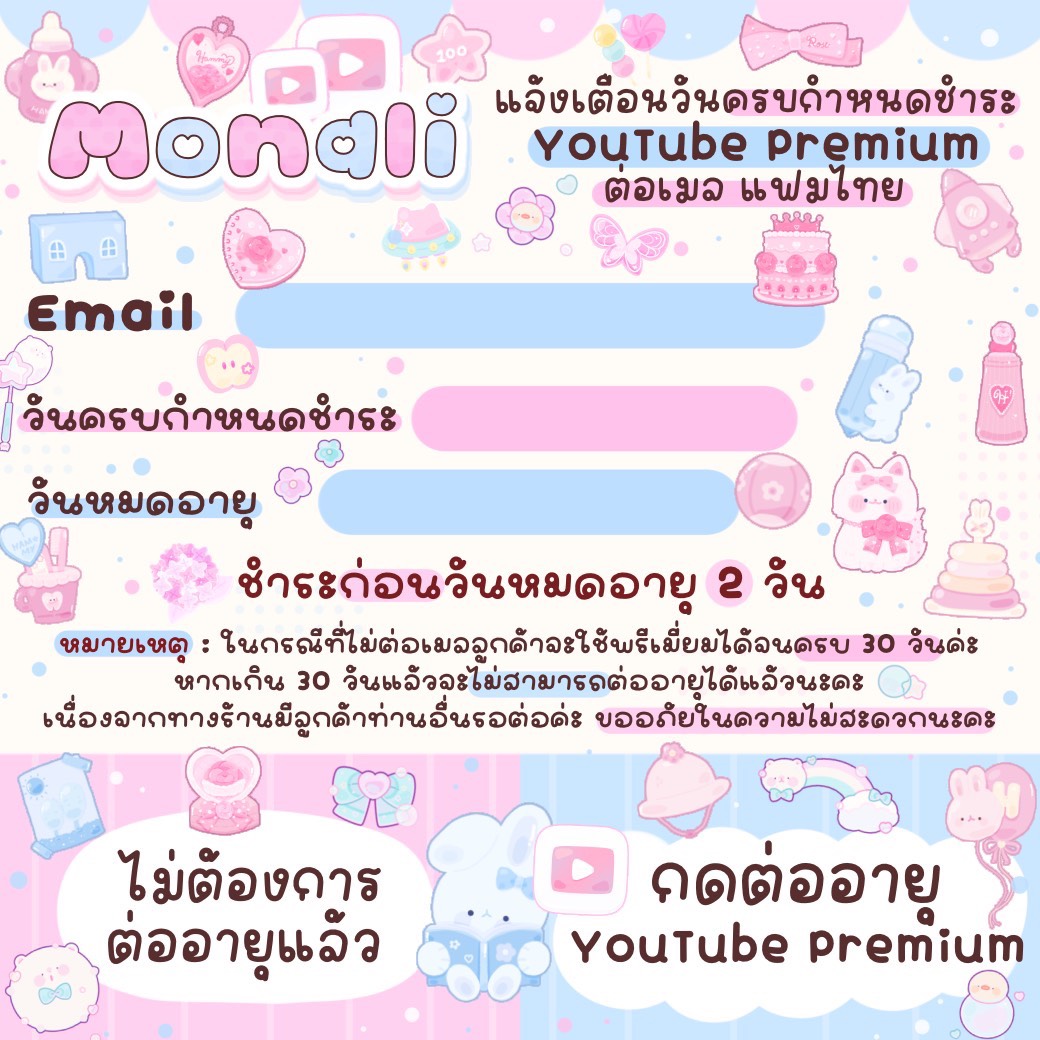 Monali
แจ้งเตือนวันครบกำหนดชำระ
YouTube Premium
ต่อเมล แฟมไทย
100
Rose
Email
วันครบกำหนดชำระ
วันหมดอายุ
ชำระก่อนวันหมดอายุ 2 วัน
หมายเหตุ : ในกรณีที่ไม่ต่อเมลลูกค้าจะใช้พรีเมี่ยมได้จนครบ 30 วันค่ะ
หากเกิน 30 วันแล้วจะไม่สามารถต่ออายุได้แล้วนะคะ
เนื่องจากทางร้านมีลูกค้าท่านอื่นรอต่อค่ะ ขออภัยในความไม่สะดวกนะคะ
ไม่ต้องการ
ต่ออายุแล้ว
กดต่ออายุ
YouTube Premium